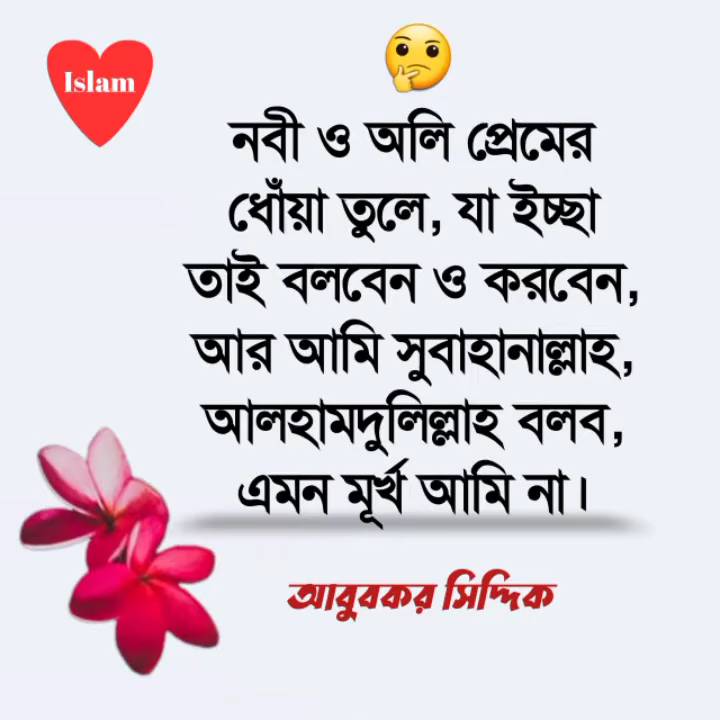 Islam
নবী ও অলি প্রেমের
ধোঁয়া তুলে, যা ইচ্ছা
তাই বলবেন ও করবেন,
আর আমি সুবাহানাল্লাহ,
আলহামদুলিল্লাহ বলব,
এমন মূর্খ আমি না।
আবুবকর সিদ্দিক